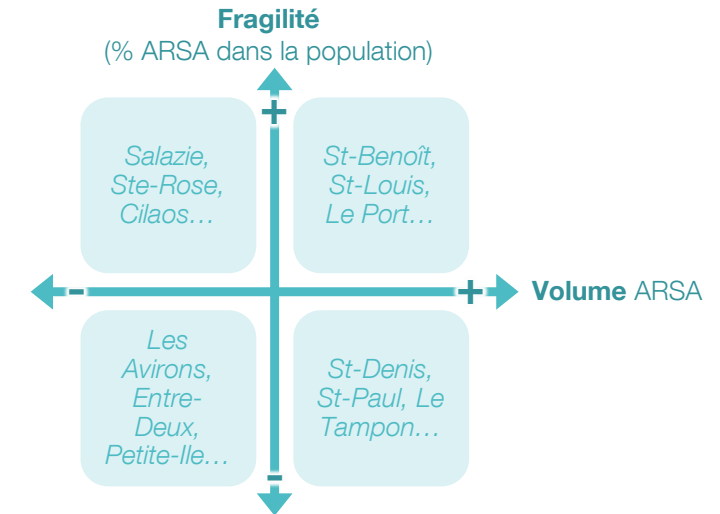 Fragilité
(% ARSA dans la population)
+
Salazie,
Ste-Rose,
Cilaos…
St-Benoît,
St-Louis,
Le Port…
-
+
Volume ARSA
Les
Avirons,
Entre-
Deux,
Petite-Ile…
St-Denis,
St-Paul, Le
Tampon…
-